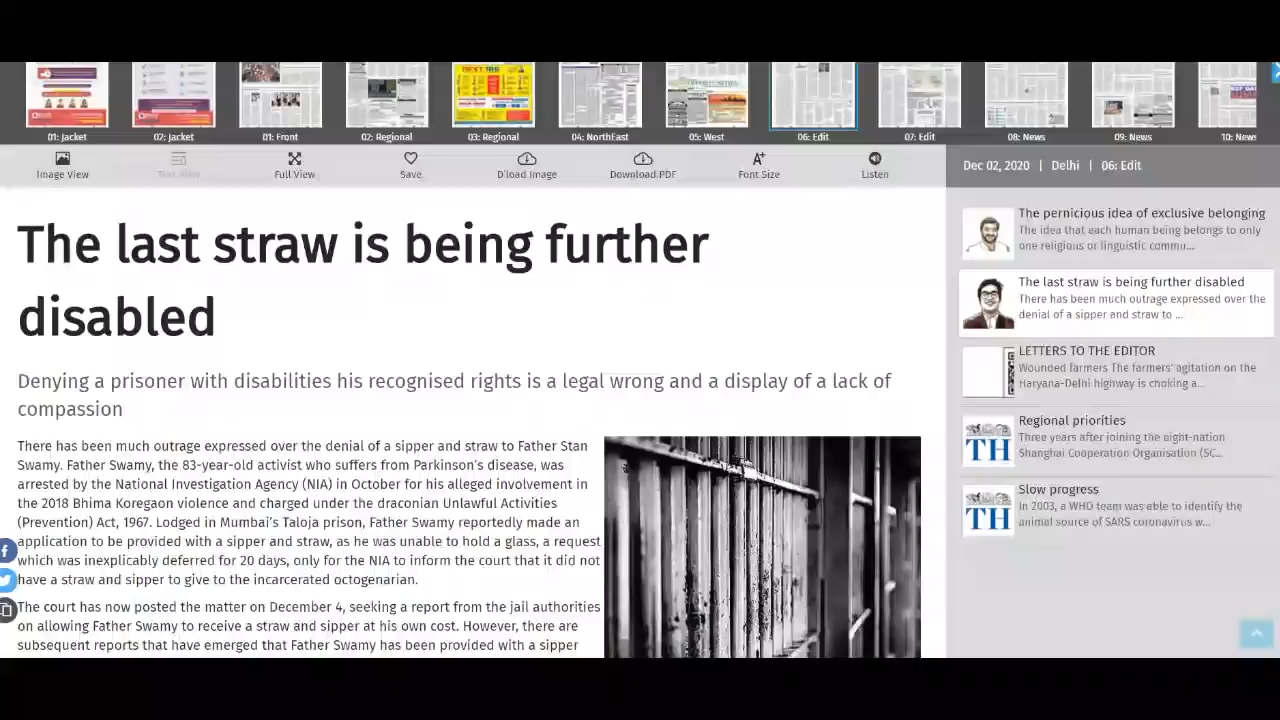 01: Jacket
02: Jacket
01: Front
02: Regional
03: Regional
04: NorthEast
05: West
06: Edit
07: Edit
08: News
09: News
10: News
Image View
Text View
Full View
Save
D'load Image
Download PDF
Font Size
Listen
Dec 02, 2020 | Delhi | 06: Edit
The last straw is being further
disabled
Denying a prisoner with disabilities his recognised rights is a legal wrong and a display of a lack of
compassion
There has been much outrage expressed over the denial of a sipper and straw to Father Stan
Swamy. Father Swamy, the 83-year-old activist who suffers from Parkinson's disease, was
arrested by the National Investigation Agency (NIA) in October for his alleged involvement in
the 2018 Bhima Koregaon violence and charged under the draconian Unlawful Activities
(Prevention) Act, 1967. Lodged in Mumbai's Taloja prison, Father Swamy reportedly made an
application to be provided with a sipper and straw, as he was unable to hold a glass, a request
which was inexplicably deferred for 20 days, only for the NIA to inform the court that it did not
have a straw and sipper to give to the incarcerated octogenarian.
The court has now posted the matter on December 4, seeking a report from the jail authorities
on allowing Father Swamy to receive a straw and sipper at his own cost. However, there are
subsequent reports that have emerged that Father Swamy has been provided with a sipper
The pernicious idea of exclusive belonging
The idea that each human being belongs to only
one religious or linguistic commu...
The last straw is being further disabled
There has been much outrage expressed over the
denial of a sipper and straw to ...
LETTERS TO THE EDITOR
Wounded farmers The farmers' agitation on the
Haryana-Delhi highway is choking a...
TH
Regional priorities
Three years after joining the eight-nation
Shanghai Cooperation Organisation (SC...
TH
Slow progress
In 2003, a WHO team was able to identify the
animal source of SARS coronavirus w...